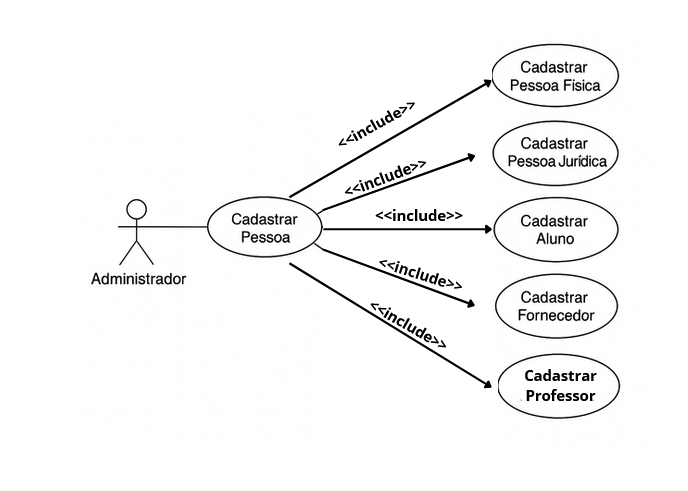 Cadastrar
Pessoa Física
<<include>>
Cadastrar
Pessoa Jurídica
<<include>>
<<include>>
Cadastrar
Pessoa
Cadastrar
Aluno
Administrador
<<include>>
Cadastrar
Fornecedor
<<include>>
Cadastrar
Professor